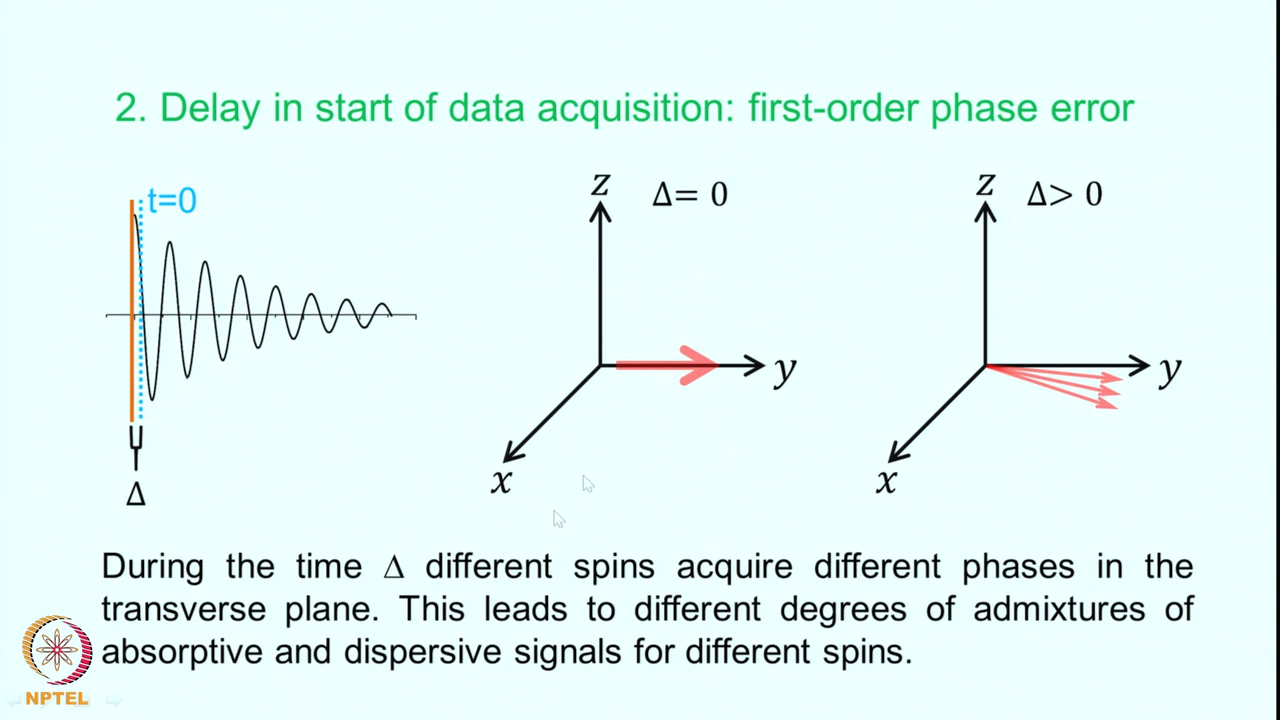 2. Delay in start of data acquisition: first-order phase error
t=0
Δ
z Δ= 0
y
x
z Δ> 0
y
x
During the time Δ different spins acquire different phases in the
transverse plane. This leads to different degrees of admixtures of
absorptive and dispersive signals for different spins.
NPTEL